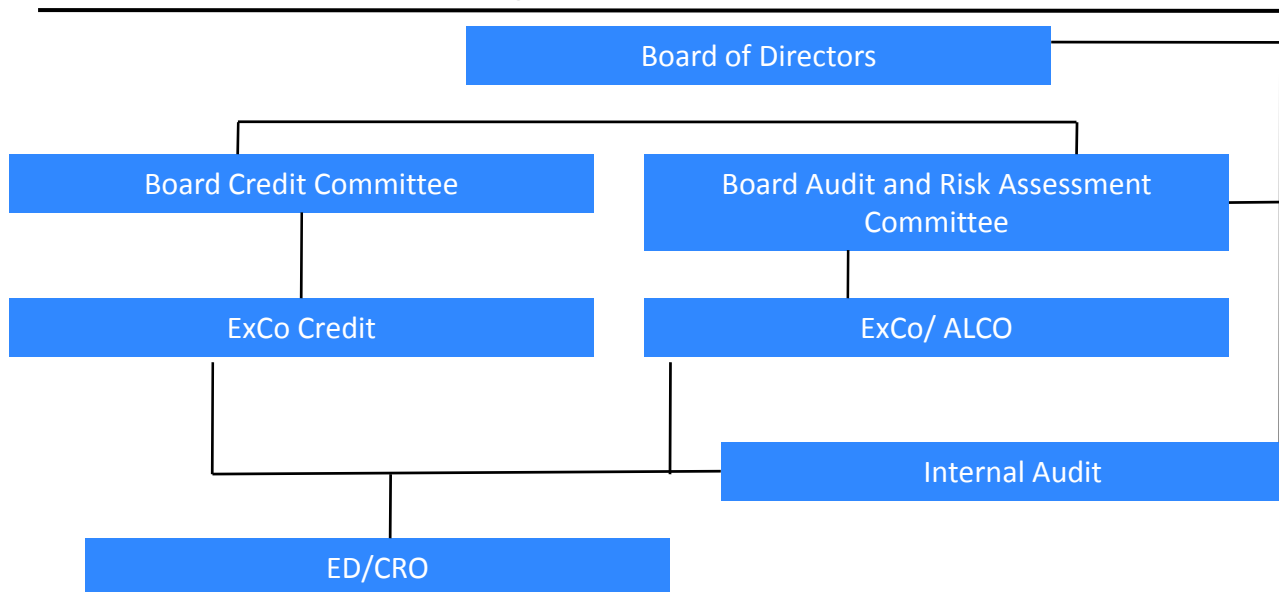 Board of Directors
Board Credit Committee
Board Audit and Risk Assessment
Committee
ExCo Credit
ExCo/ ALCO
Internal Audit
ED/CRO